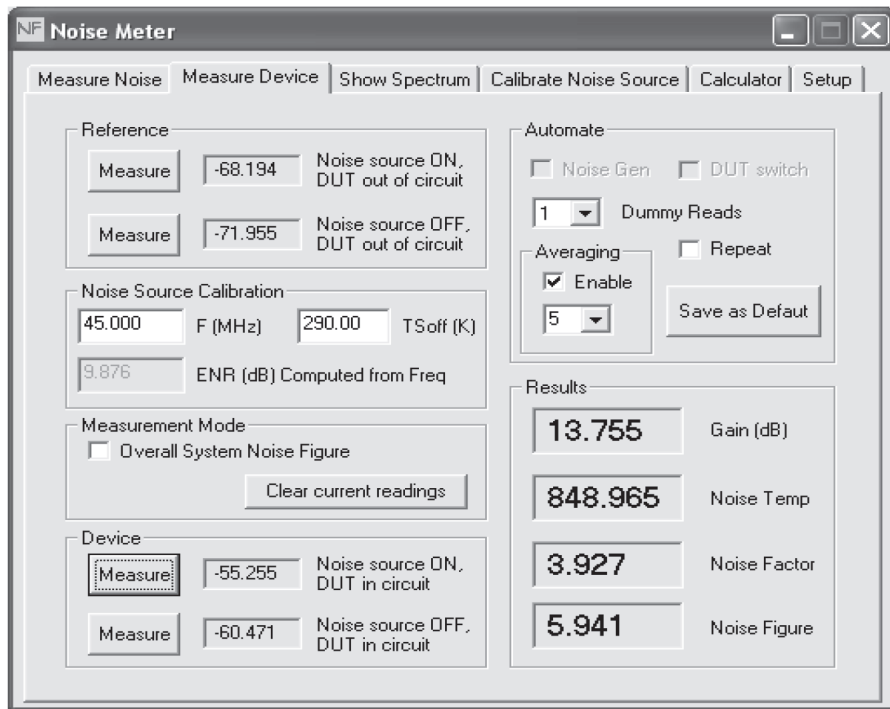 NF Noise Meter
Measure Noise Measure Device Show Spectrum Calibrate Noise Source Calculator Setup
Reference
Measure -68.194 Noise source ON,
DUT out of circuit
Measure -71.955 Noise source OFF,
DUT out of circuit
Noise Source Calibration
45.000 F (MHz) 290.00 TSoff (K)
9.876 ENR (dB) Computed from Freq
Measurement Mode
Overall System Noise Figure
Clear current readings
Device
Measure -55.255 Noise source ON,
DUT in circuit
Measure -60.471 Noise source OFF,
DUT in circuit
Automate
Noise Gen DUT switch
1 Dummy Reads
Averaging
Repeat
Enable
5
Save as Defaut
Results
13.755 Gain (dB)
848.965 Noise Temp
3.927 Noise Factor
5.941 Noise Figure